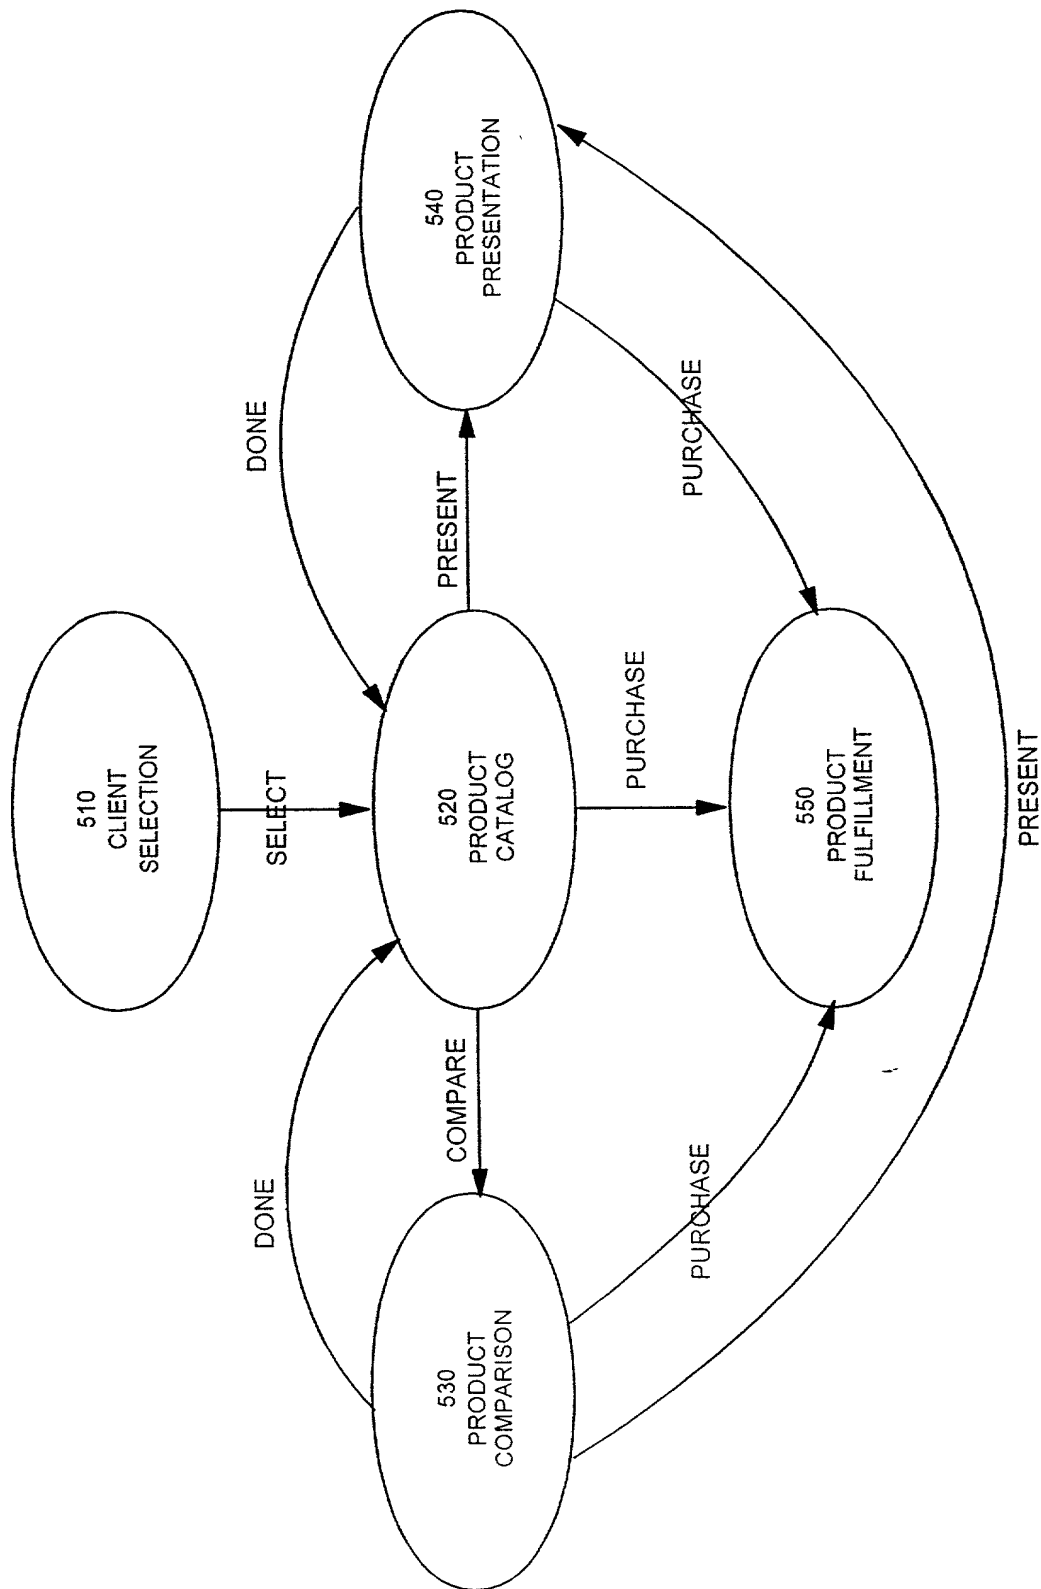 510
CLIENT
SELECTION
SELECT
DONE
DONE
530
PRODUCT
COMPARISON
COMPARE
520
PRODUCT
CATALOG
PRESENT
540
PRODUCT
PRESENTATION
PURCHASE
PURCHASE
PURCHASE
550
PRODUCT
FULFILLMENT
PRESENT